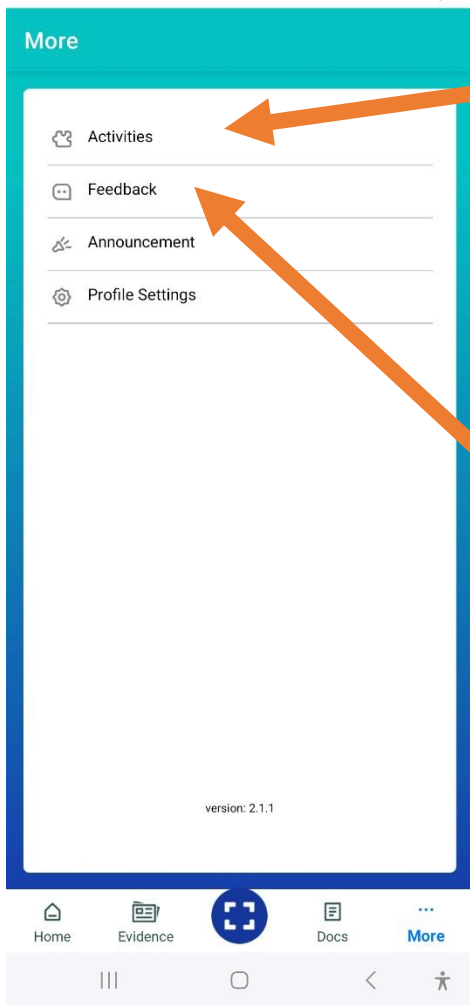 More
Activities
Feedback
Announcement
Profile Settings
version: 2.1.1
Home Evidence Docs More